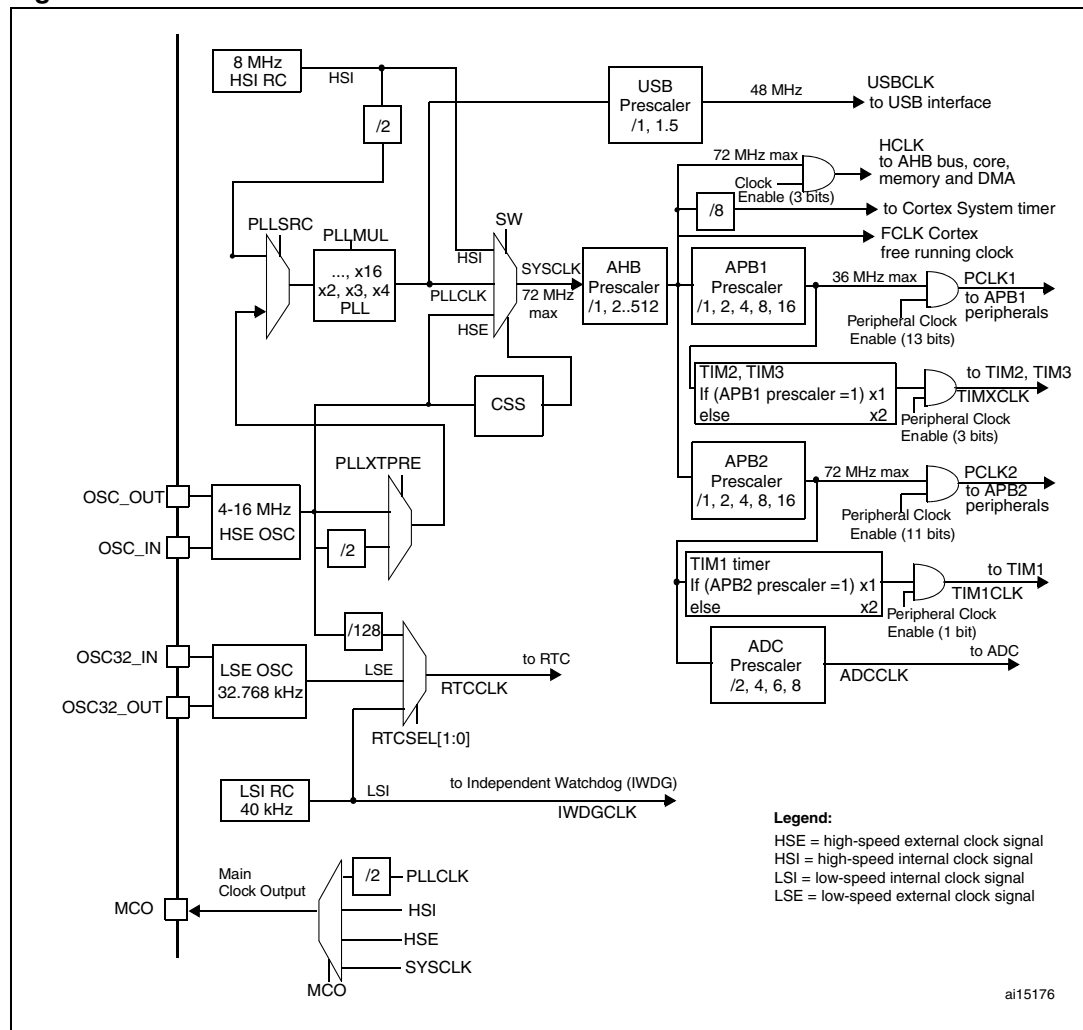 8 MHz
HSI RC
HSI
/2
USB
Prescaler
/1, 1.5
48 MHz
USBCLK
to USB interface
72 MHz max
Clock
Enable (3 bits)
HCLK
to AHB bus, core,
memory and DMA
/8
to Cortex System timer
FCLK Cortex
free running clock
PLLSRC
PLLMUL
..., x16
x2, x3, x4
PLL
SW
HSI
PLLCLK
HSE
SYSCLK
72 MHz
max
AHB
Prescaler
/1, 2..512
APB1
Prescaler
/1, 2, 4, 8, 16
36 MHz max
PCLK1
to APB1
peripherals
Peripheral Clock
Enable (13 bits)
TIM2, TIM3
If (APB1 prescaler =1) x1
else x2
to TIM2, TIM3
TIMXCLK
Peripheral Clock
Enable (3 bits)
CSS
PLLXTPRE
OSC_OUT
OSC_IN
4-16 MHz
HSE OSC
/2
APB2
Prescaler
/1, 2, 4, 8, 16
72 MHz max
PCLK2
to APB2
peripherals
Peripheral Clock
Enable (11 bits)
TIM1 timer
If (APB2 prescaler =1) x1
else x2
to TIM1
TIM1CLK
Peripheral Clock
Enable (1 bit)
ADC
Prescaler
/2, 4, 6, 8
to ADC
ADCCLK
/128
OSC32_IN
OSC32_OUT
LSE OSC
32.768 kHz
LSE
to RTC
RTCCLK
RTCSEL[1:0]
LSI RC
40 kHz
LSI
to Independent Watchdog (IWDG)
IWDGCLK
Legend:
HSE = high-speed external clock signal
HSI = high-speed internal clock signal
LSI = low-speed internal clock signal
LSE = low-speed external clock signal
Main
Clock Output
MCO
/2
PLLCLK
HSI
HSE
SYSCLK
MCO
ai15176